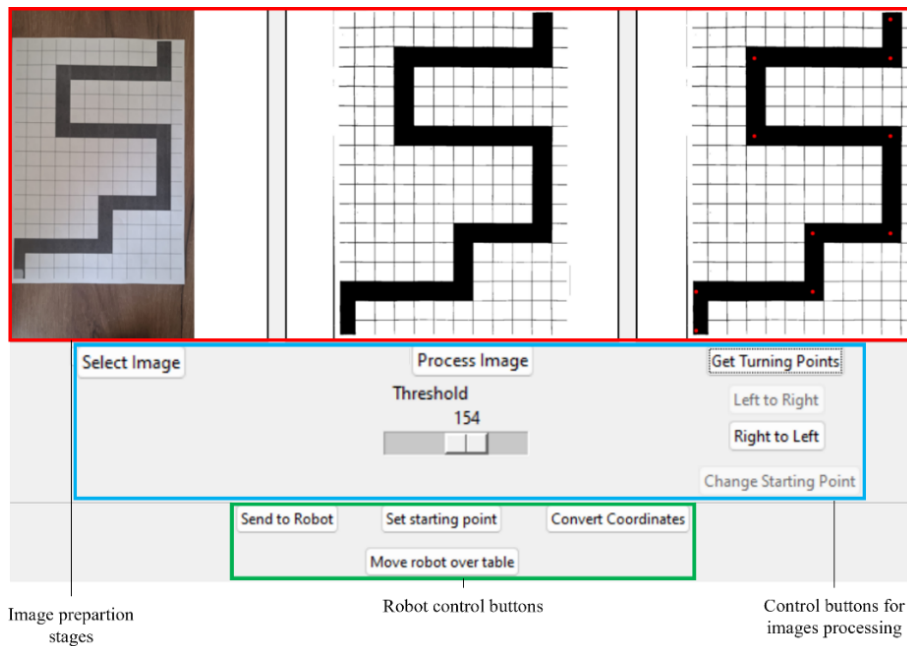 Select Image
Process Image
Get Turning Points
Threshold
154
Left to Right
Right to Left
Change Starting Point
Send to Robot
Set starting point
Convert Coordinates
Move robot over table
Image prepartion
stages
Robot control buttons
Control buttons for
images processing